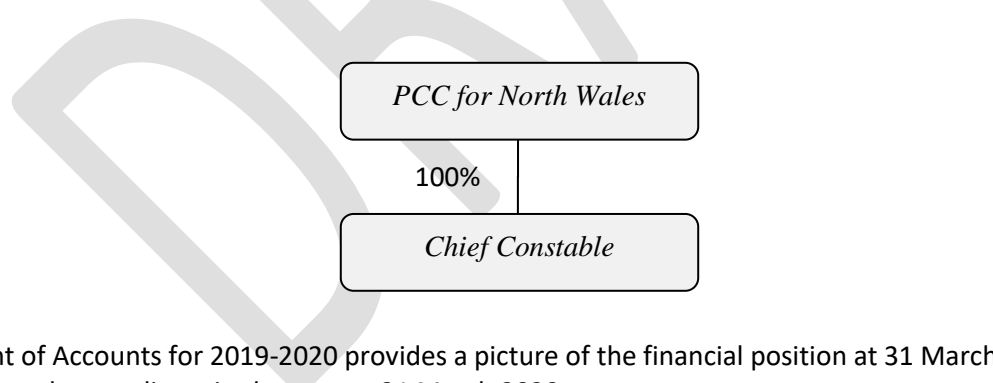 PCC for North Wales
100%
Chief Constable
nt of Accounts for 2019-2020 provides a picture of the financial position at 31 March